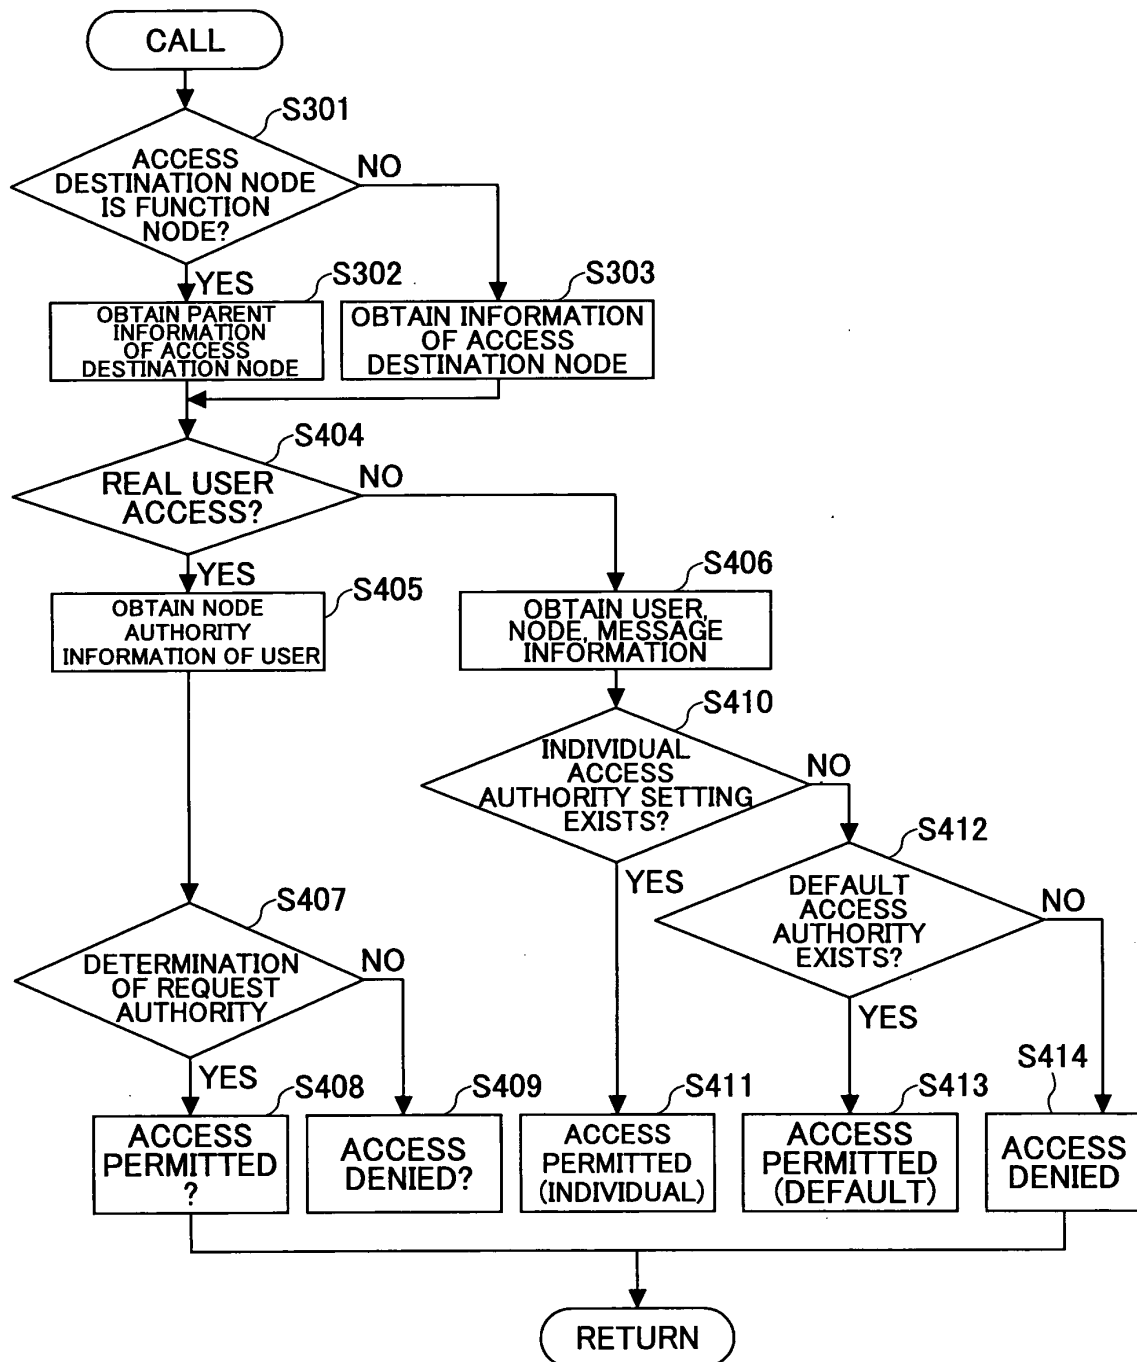 CALL
S301
ACCESS
DESTINATION NODE
IS FUNCTION
NODE?
NO
YES
S302
S303
OBTAIN PARENT
INFORMATION
OF ACCESS
DESTINATION NODE
OBTAIN INFORMATION
OF ACCESS
DESTINATION NODE
S404
REAL USER
ACCESS?
NO
YES
S405
OBTAIN NODE
AUTHORITY
INFORMATION OF USER
S406
OBTAIN USER,
NODE, MESSAGE
INFORMATION
S410
INDIVIDUAL
ACCESS
AUTHORITY SETTING
EXISTS?
NO
YES
S412
DEFAULT
ACCESS
AUTHORITY
EXISTS?
NO
YES
S407
DETERMINATION
OF REQUEST
AUTHORITY
NO
YES
S408
ACCESS
PERMITTED
?
S409
ACCESS
DENIED?
S411
ACCESS
PERMITTED
(INDIVIDUAL)
S413
ACCESS
PERMITTED
(DEFAULT)
S414
ACCESS
DENIED
RETURN